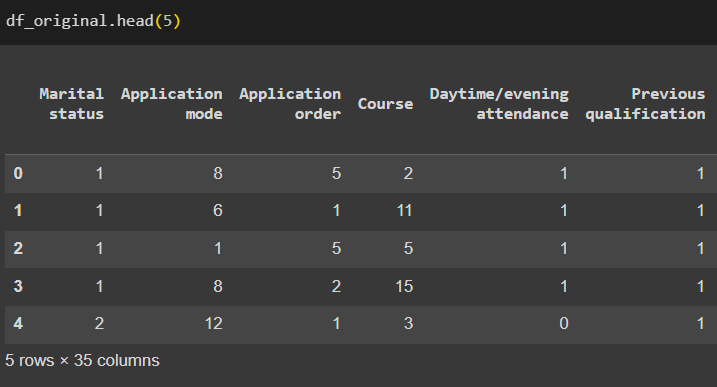 df_original.head(5)
Marital status Application mode Application order Course Daytime/evening attendance Previous qualification
0 1 8 5 2 1 1
1 1 6 1 11 1 1
2 1 1 5 5 1 1
3 1 8 2 15 1 1
4 2 12 1 3 0 1
5 rows × 35 columns